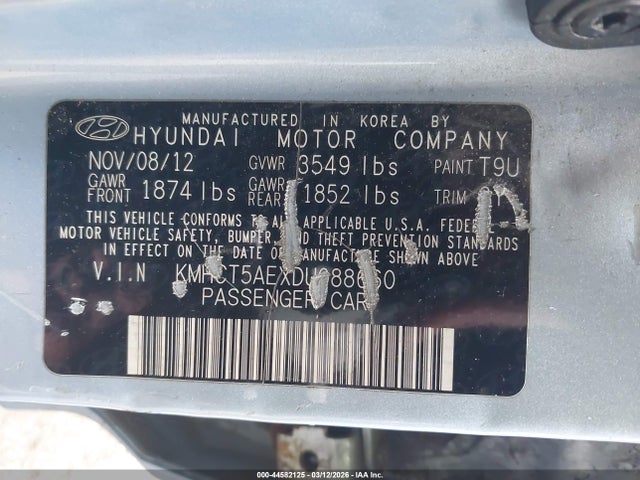 MANUFACTURED IN KOREA BY
HYUNDAI MOTOR COMPANY
NOV/08/12 GVWR 3549 lbs PAINT T9U
GAWR FRONT 1874 lbs GAWR REAR 1852 lbs TRIM
THIS VEHICLE CONFORMS TO ALL APPLICABLE U.S.A. FEDERAL
MOTOR VEHICLE SAFETY, BUMPER, AND THEFT PREVENTION STANDARDS
IN EFFECT ON THE DATE OF MANUFACTURE SHOWN ABOVE.
V.I.N KMHCT5AEXDU088660
PASSENGER CAR
000-44582125 - 03/12/2026 - IAA Inc.